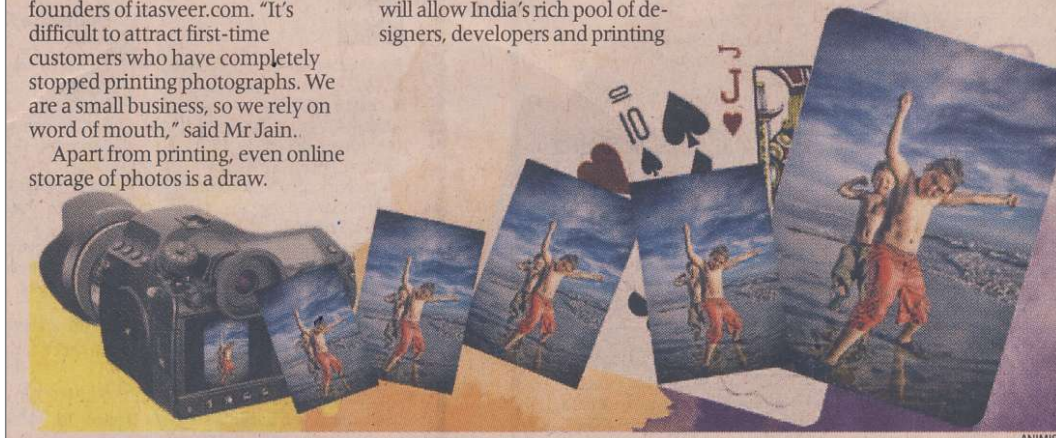 founders of itasveer.com. “It’s
difficult to attract first-time
customers who have completely
stopped printing photographs. We
are a small business, so we rely on
word of mouth,” said Mr Jain.
Apart from printing, even online
storage of photos is a draw.
will allow India’s rich pool of de-
signers, developers and printing
10
J
J